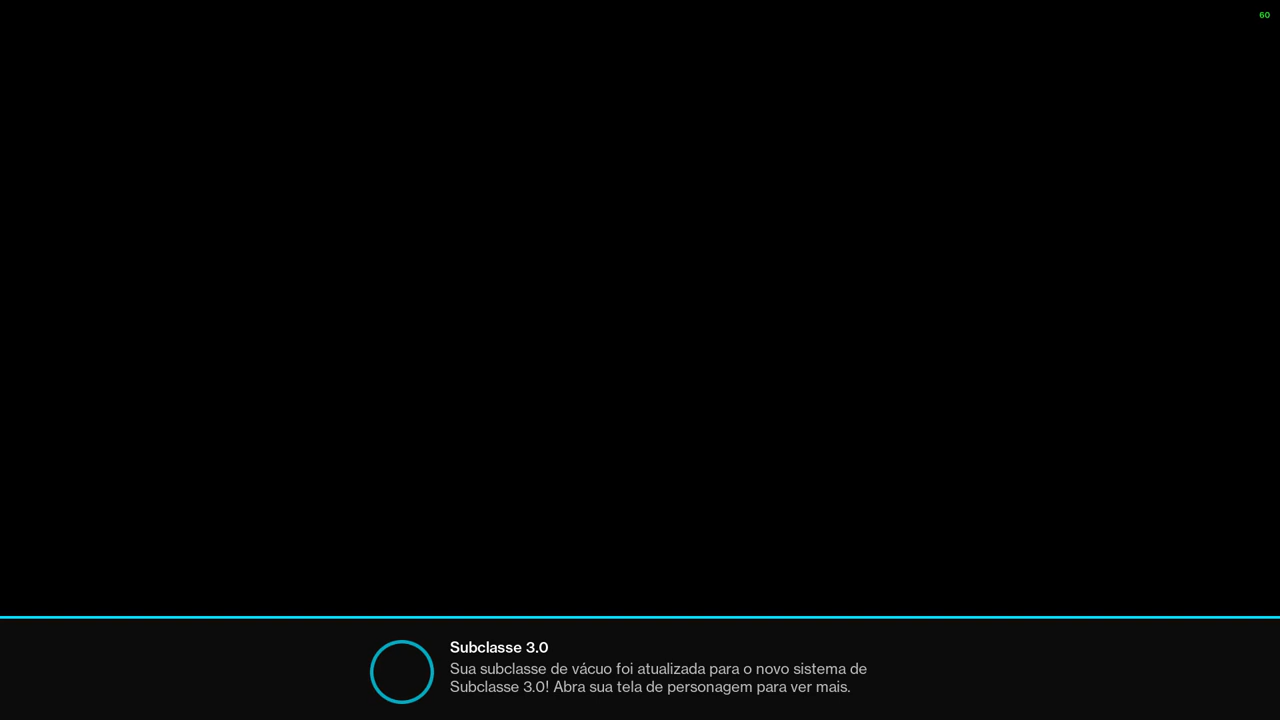 60
Subclasse 3.0
Sua subclasse de vácuo foi atualizada para o novo sistema de
Subclasse 3.0! Abra sua tela de personagem para ver mais.